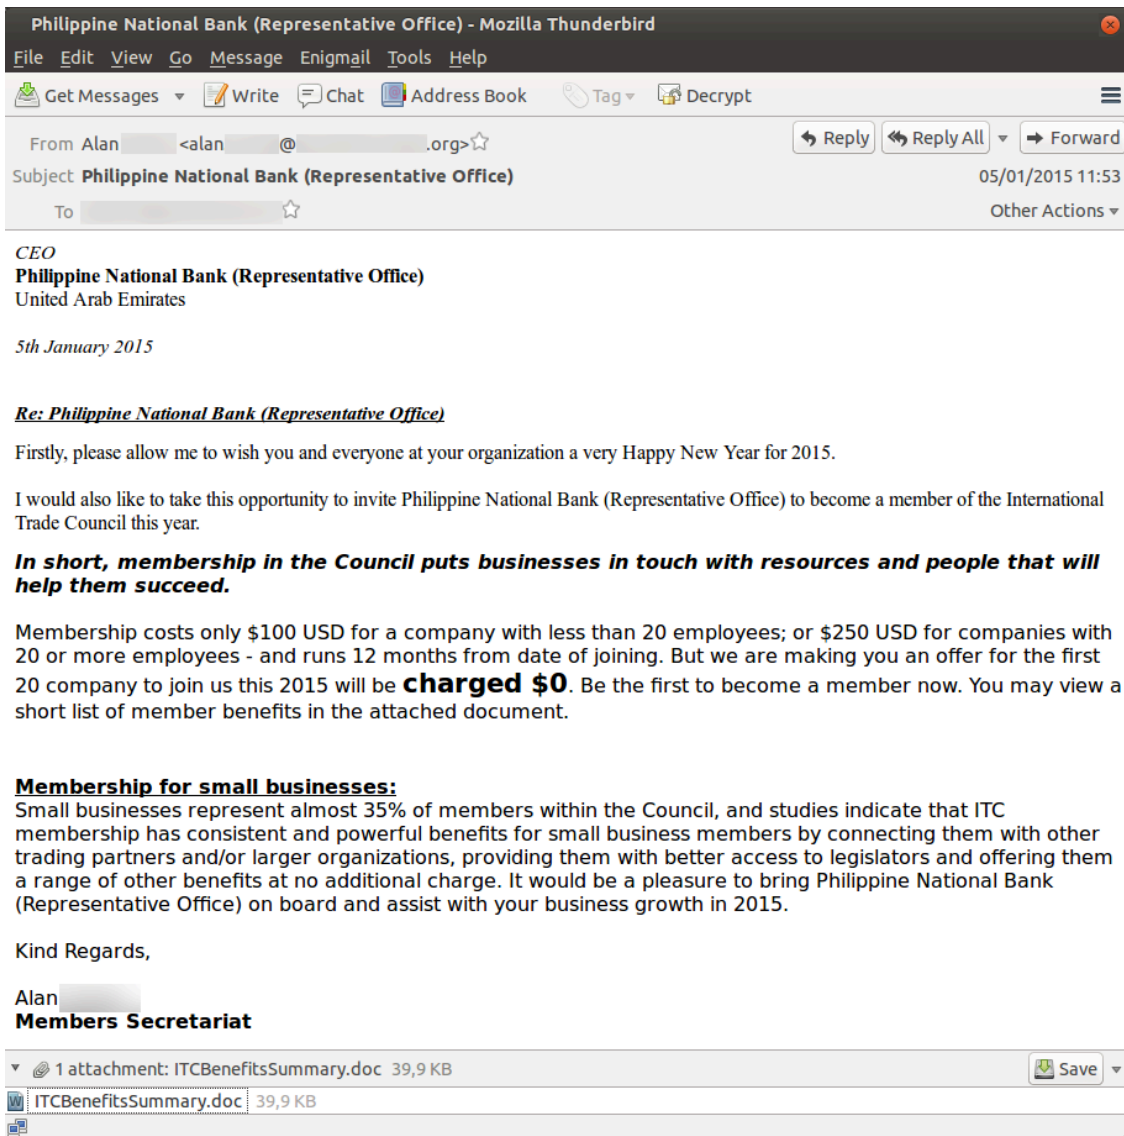 Philippine National Bank (Representative Office) - Mozilla Thunderbird
File Edit View Go Message Enigmail Tools Help
Get Messages Write Chat Address Book Tag Decrypt
From Alan <alan @ .org> Reply Reply All Forward
Subject Philippine National Bank (Representative Office) 05/01/2015 11:53
To Other Actions
CEO
Philippine National Bank (Representative Office)
United Arab Emirates
5th January 2015
Re: Philippine National Bank (Representative Office)
Firstly, please allow me to wish you and everyone at your organization a very Happy New Year for 2015.
I would also like to take this opportunity to invite Philippine National Bank (Representative Office) to become a member of the International
Trade Council this year.
In short, membership in the Council puts businesses in touch with resources and people that will
help them succeed.
Membership costs only $100 USD for a company with less than 20 employees; or $250 USD for companies with
20 or more employees - and runs 12 months from date of joining. But we are making you an offer for the first
20 company to join us this 2015 will be charged $0. Be the first to become a member now. You may view a
short list of member benefits in the attached document.
Membership for small businesses:
Small businesses represent almost 35% of members within the Council, and studies indicate that ITC
membership has consistent and powerful benefits for small business members by connecting them with other
trading partners and/or larger organizations, providing them with better access to legislators and offering them
a range of other benefits at no additional charge. It would be a pleasure to bring Philippine National Bank
(Representative Office) on board and assist with your business growth in 2015.
Kind Regards,
Alan
Members Secretariat
1 attachment: ITCBenefitsSummary.doc 39,9 KB Save
W ITCBenefitsSummary.doc 39,9 KB